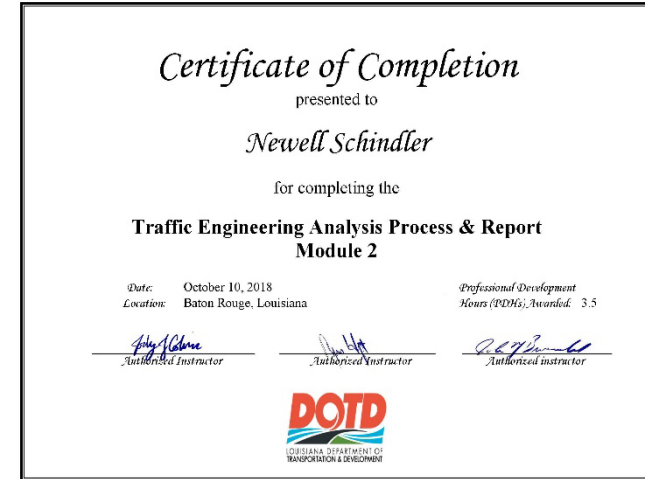 Certificate of Completion
presented to
Newell Schindler
for completing the
Traffic Engineering Analysis Process & Report
Module 2
Date: October 10, 2018
Location: Baton Rouge, Louisiana
Professional Development
Hours (PDHs) Awarded: 3.5
Authorized Instructor
Authorized Instructor
Authorized instructor
DOTD
LOUISIANA DEPARTMENT OF
TRANSPORTATION & DEVELOPMENT